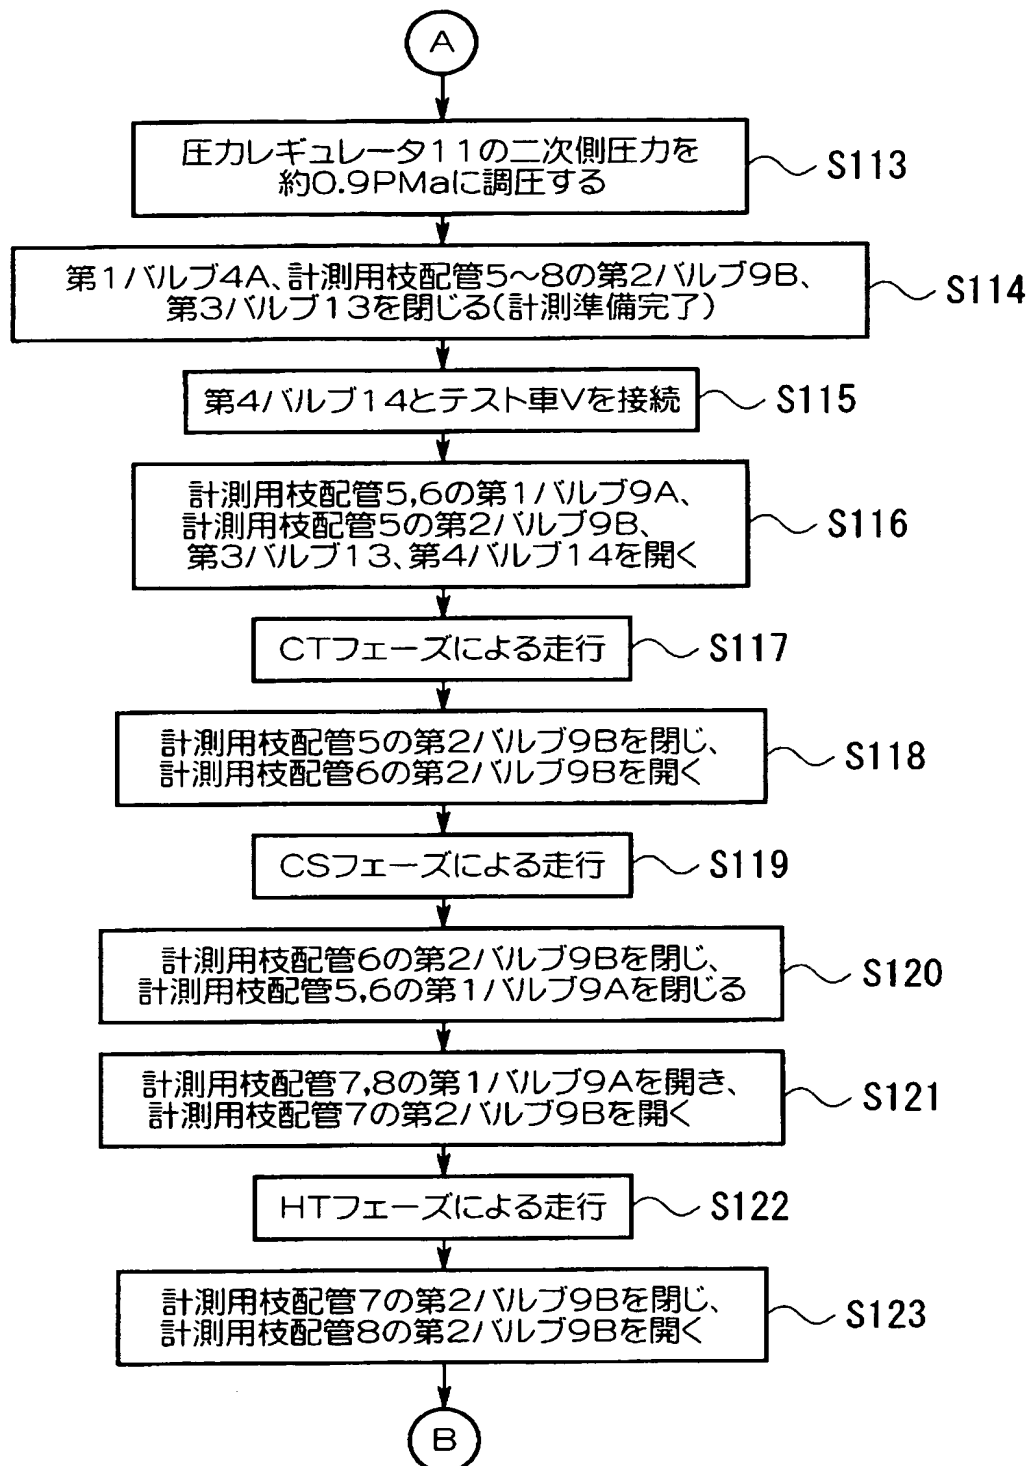 A
圧力レギュレータ11の二次側圧力を
約0.9PMaに調圧する
S113
第1バルブ4A、計測用枝配管5～8の第2バルブ9B、
第3バルブ13を閉じる(計測準備完了)
S114
第4バルブ14とテスト車Vを接続
S115
計測用枝配管5,6の第1バルブ9A、
計測用枝配管5の第2バルブ9B、
第3バルブ13、第4バルブ14を開く
S116
CTフェーズによる走行
S117
計測用枝配管5の第2バルブ9Bを閉じ、
計測用枝配管6の第2バルブ9Bを開く
S118
CSフェーズによる走行
S119
計測用枝配管6の第2バルブ9Bを閉じ、
計測用枝配管5,6の第1バルブ9Aを閉じる
S120
計測用枝配管7,8の第1バルブ9Aを開き、
計測用枝配管7の第2バルブ9Bを開く
S121
HTフェーズによる走行
S122
計測用枝配管7の第2バルブ9Bを閉じ、
計測用枝配管8の第2バルブ9Bを開く
S123
B